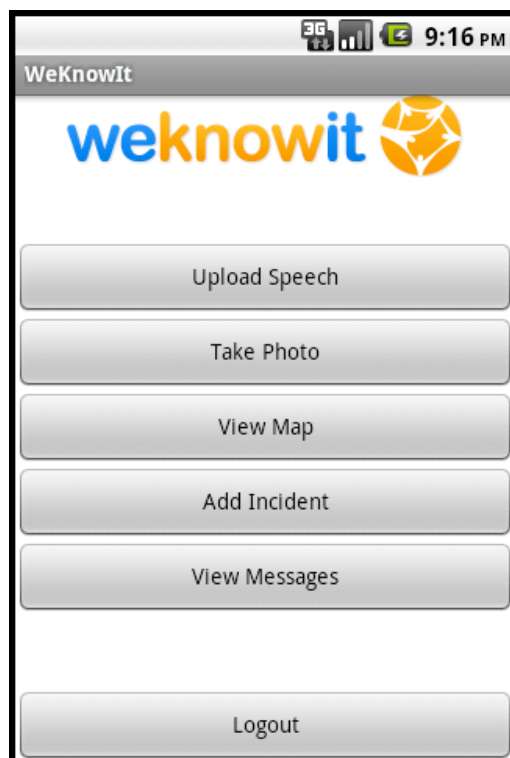 3G 9:16 PM
WeKnowIt
weknowit
Upload Speech
Take Photo
View Map
Add Incident
View Messages
Logout